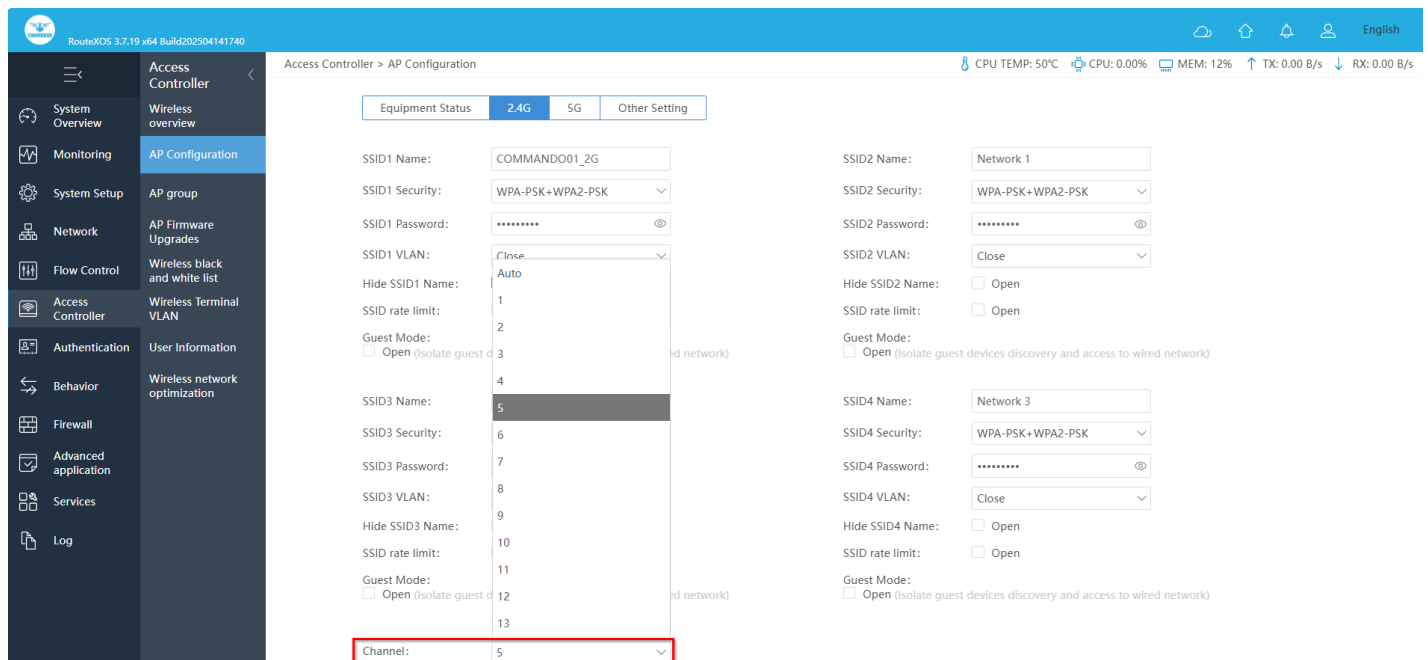 COMMANDO
RouteXOS 3.7.19 x64 Build202504141740
English
Access Controller
Access Controller > AP Configuration
CPU TEMP: 50°C CPU: 0.00% MEM: 12% TX: 0.00 B/s RX: 0.00 B/s
System Overview
Monitoring
System Setup
Network
Flow Control
Access Controller
Authentication
Behavior
Firewall
Advanced application
Services
Log
Wireless overview
AP Configuration
AP group
AP Firmware Upgrades
Wireless black and white list
Wireless Terminal VLAN
User Information
Wireless network optimization
Equipment Status 2.4G 5G Other Setting
SSID1 Name: COMMANDO01_2G
SSID1 Security: WPA-PSK+WPA2-PSK
SSID1 Password: •••••••••
SSID1 VLAN: Close
Hide SSID1 Name:
SSID rate limit:
Guest Mode:
Open (Isolate guest d ed network)
SSID2 Name: Network 1
SSID2 Security: WPA-PSK+WPA2-PSK
SSID2 Password: •••••••••
SSID2 VLAN: Close
Hide SSID2 Name: Open
SSID rate limit: Open
Guest Mode:
Open (Isolate guest devices discovery and access to wired network)
SSID3 Name:
SSID3 Security:
SSID3 Password:
SSID3 VLAN:
Hide SSID3 Name:
SSID rate limit:
Guest Mode:
Open (Isolate guest d ed network)
SSID4 Name: Network 3
SSID4 Security: WPA-PSK+WPA2-PSK
SSID4 Password: •••••••••
SSID4 VLAN: Close
Hide SSID4 Name: Open
SSID rate limit: Open
Guest Mode:
Open (Isolate guest devices discovery and access to wired network)
Auto
1
2
3
4
5
6
7
8
9
10
11
12
13
Channel: 5